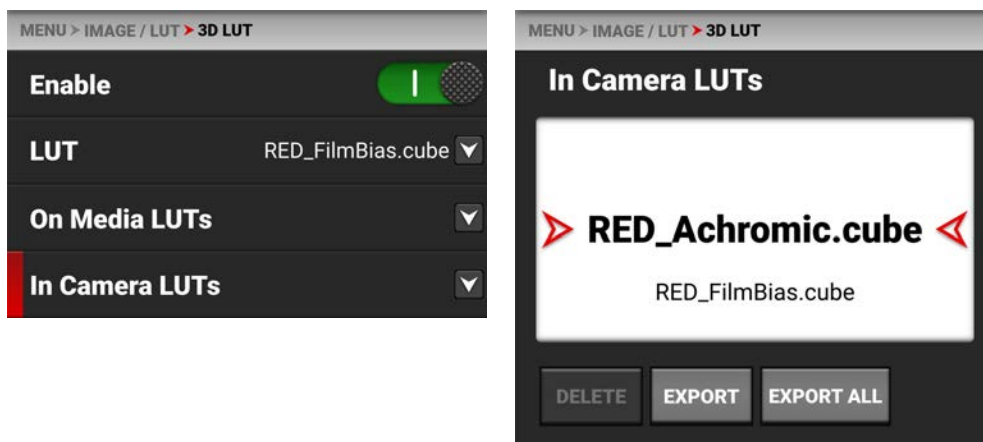 MENU > IMAGE / LUT > 3D LUT
Enable
LUT RED_FilmBias.cube
On Media LUTs
In Camera LUTs
MENU > IMAGE / LUT > 3D LUT
In Camera LUTs
RED_Achromic.cube
RED_FilmBias.cube
DELETE EXPORT EXPORT ALL